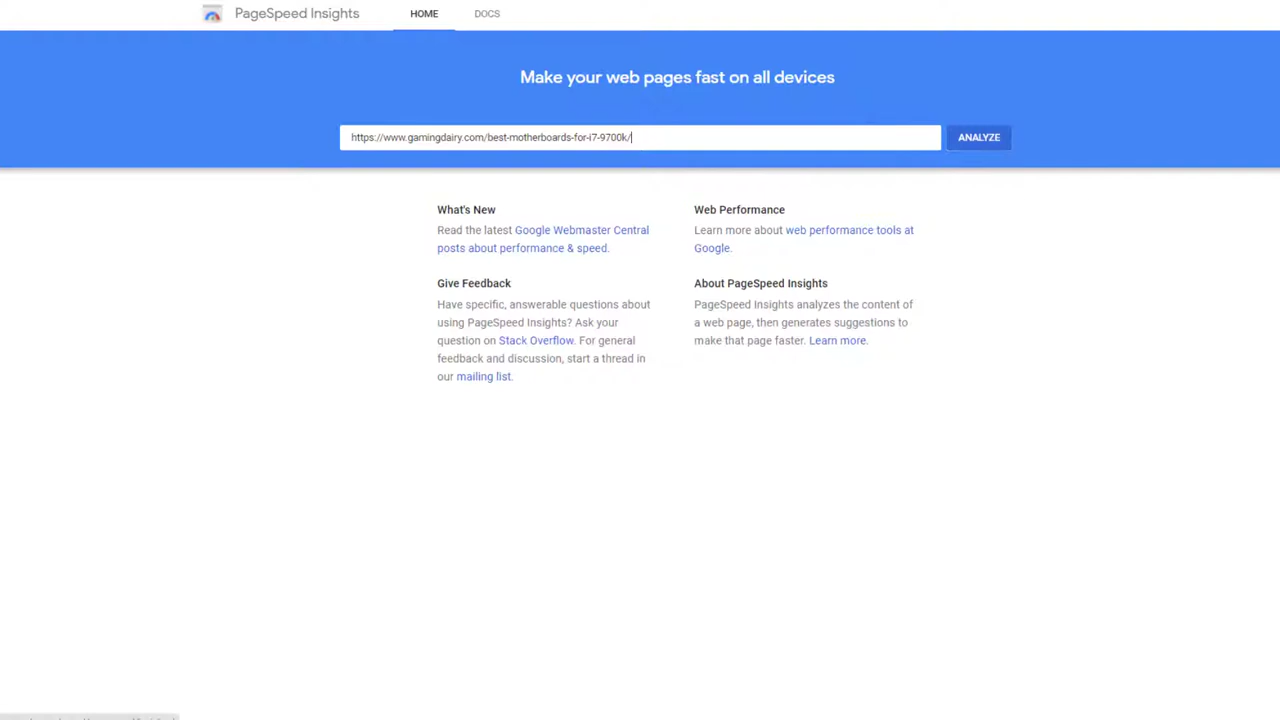 PageSpeed Insights
HOME
DOCS
Make your web pages fast on all devices
https://www.gamingdairy.com/best-motherboards-for-i7-9700k/
ANALYZE
What's New
Read the latest Google Webmaster Central
posts about performance & speed.
Web Performance
Learn more about web performance tools at
Google.
Give Feedback
Have specific, answerable questions about
using PageSpeed Insights? Ask your
question on Stack Overflow. For general
feedback and discussion, start a thread in
our mailing list.
About PageSpeed Insights
PageSpeed Insights analyzes the content of
a web page, then generates suggestions to
make that page faster. Learn more.